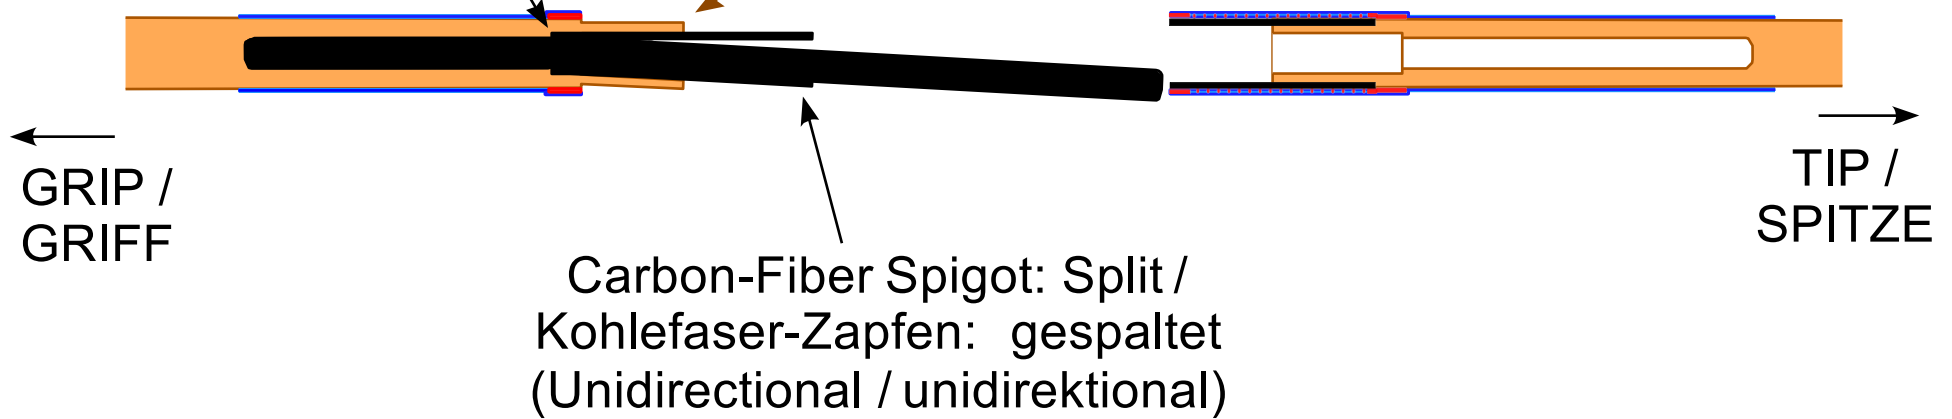 GRIP /
GRIFF
TIP /
SPITZE
Carbon-Fiber Spigot: Split /
Kohlefaser-Zapfen: gespaltet
(Unidirectional / unidirektional)